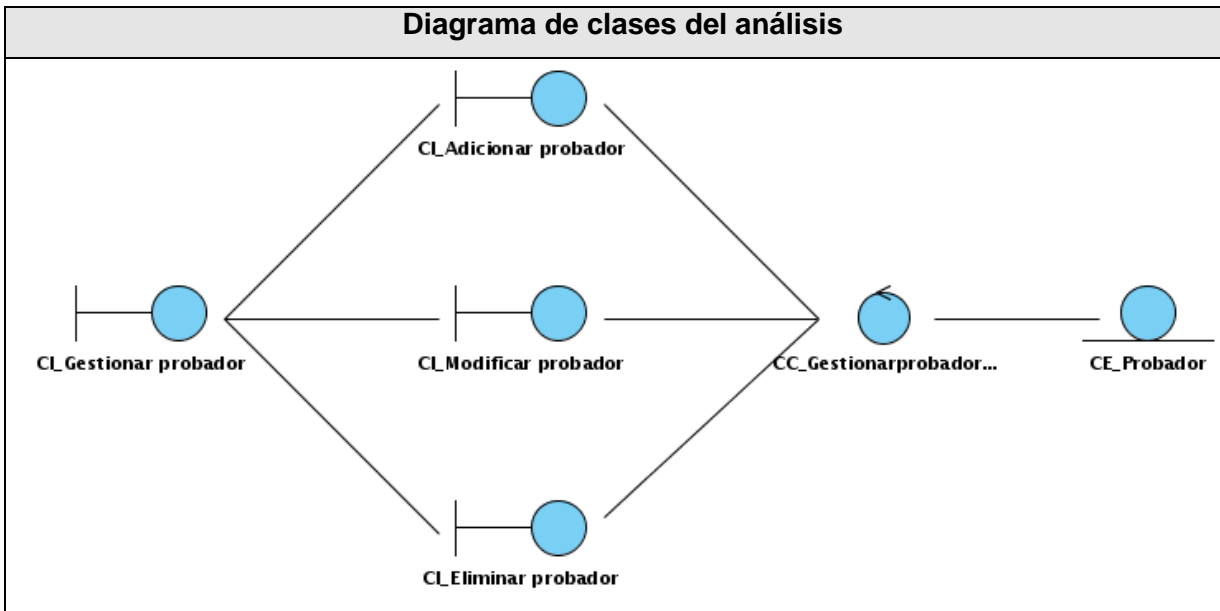 Diagrama de clases del análisis
CI_Adicionar probador
CI_Gestionar probador
CI_Modificar probador
CC_Gestionarprobador...
CE_Probador
CI_Eliminar probador